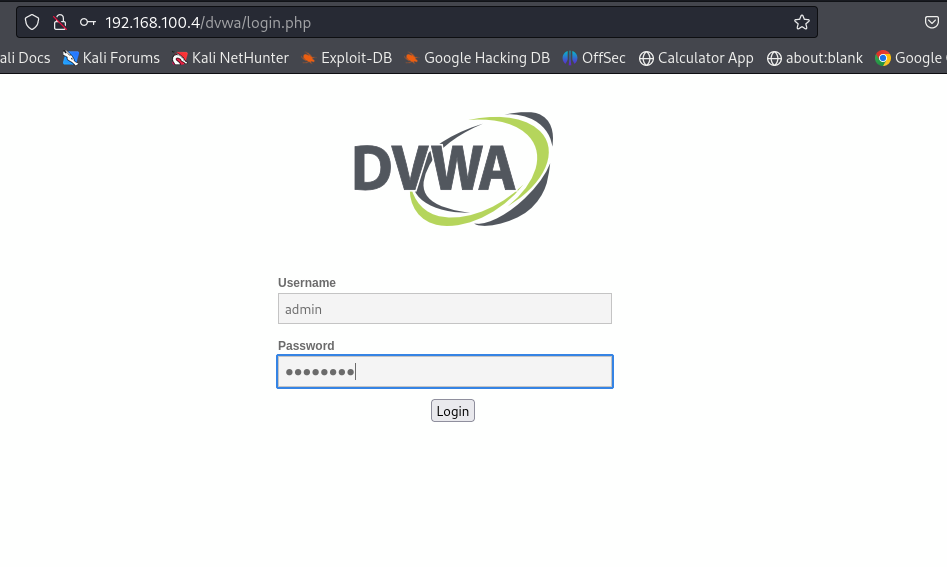 192.168.100.4/dvwa/login.php
ali Docs Kali Forums Kali NetHunter Exploit-DB Google Hacking DB OffSec Calculator App about:blank Google
DVWA
Username
admin
Password
●●●●●●●●
Login